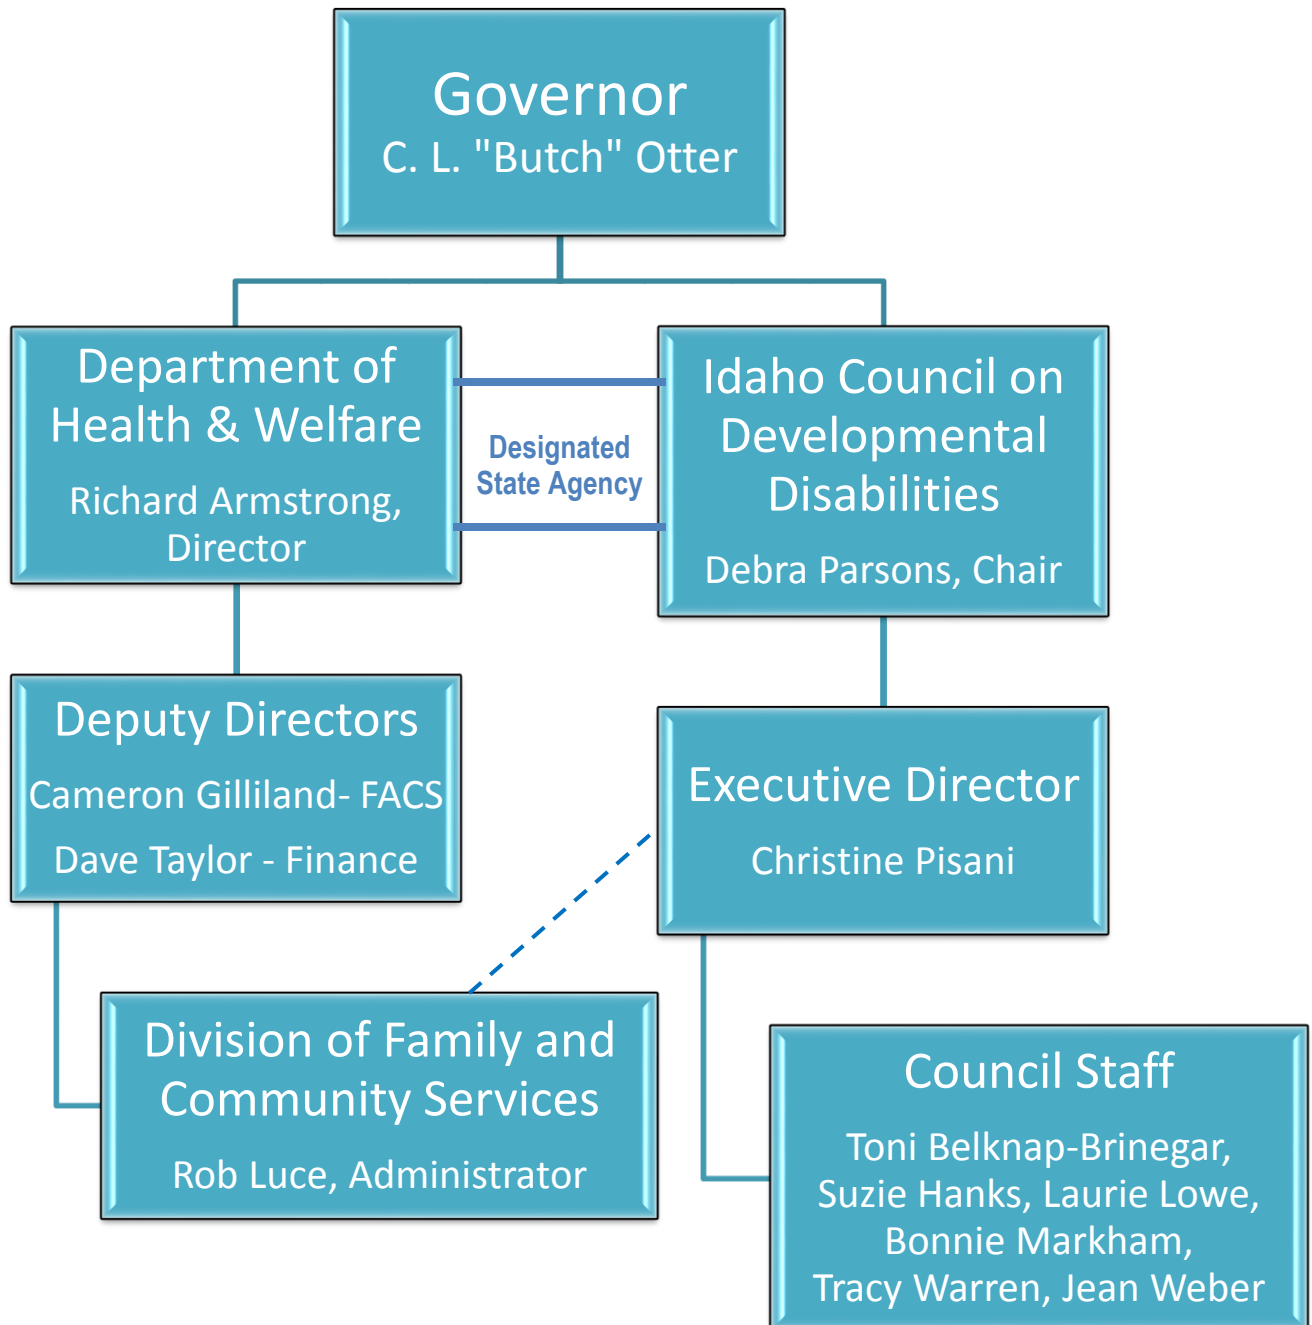 Governor
C. L. "Butch" Otter
Department of
Health & Welfare
Richard Armstrong,
Director
Designated
State Agency
Idaho Council on
Developmental
Disabilities
Debra Parsons, Chair
Deputy Directors
Cameron Gilliland- FACS
Dave Taylor - Finance
Executive Director
Christine Pisani
Division of Family and
Community Services
Rob Luce, Administrator
Council Staff
Toni Belknap-Brinegar,
Suzie Hanks, Laurie Lowe,
Bonnie Markham,
Tracy Warren, Jean Weber